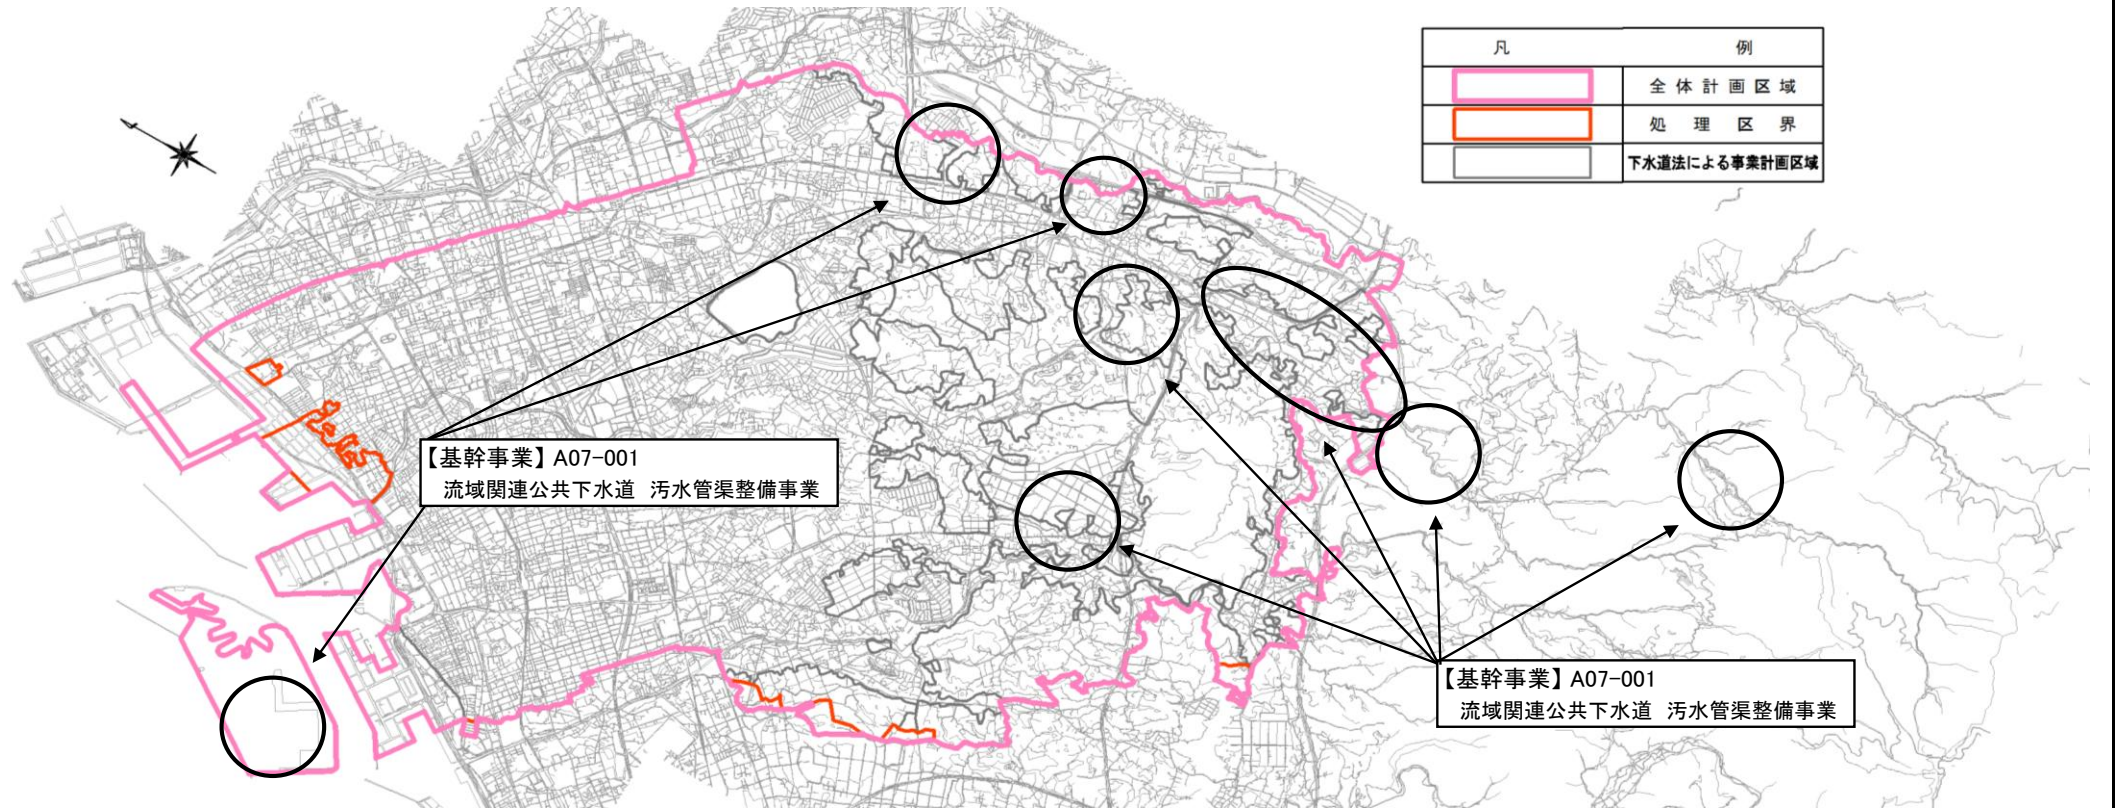 凡 例
全体計画区域
処理区界
下水道法による事業計画区域
【基幹事業】A07-001
流域関連公共下水道 汚水管渠整備事業
【基幹事業】A07-001
流域関連公共下水道 汚水管渠整備事業